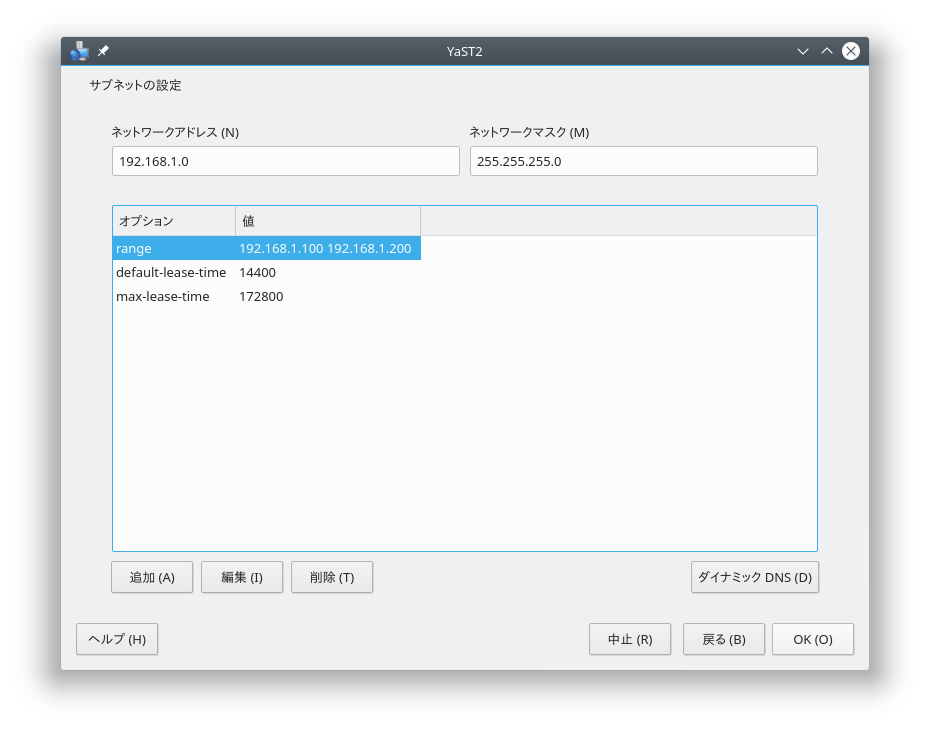 YaST2
サブネットの設定
ネットワークアドレス (N) ネットワークマスク (M)
192.168.1.0 255.255.255.0
オプション 値
range 192.168.1.100 192.168.1.200
default-lease-time 14400
max-lease-time 172800
追加 (A) 編集 (I) 削除 (T) ダイナミック DNS (D)
ヘルプ (H) 中止 (R) 戻る (B) OK (O)